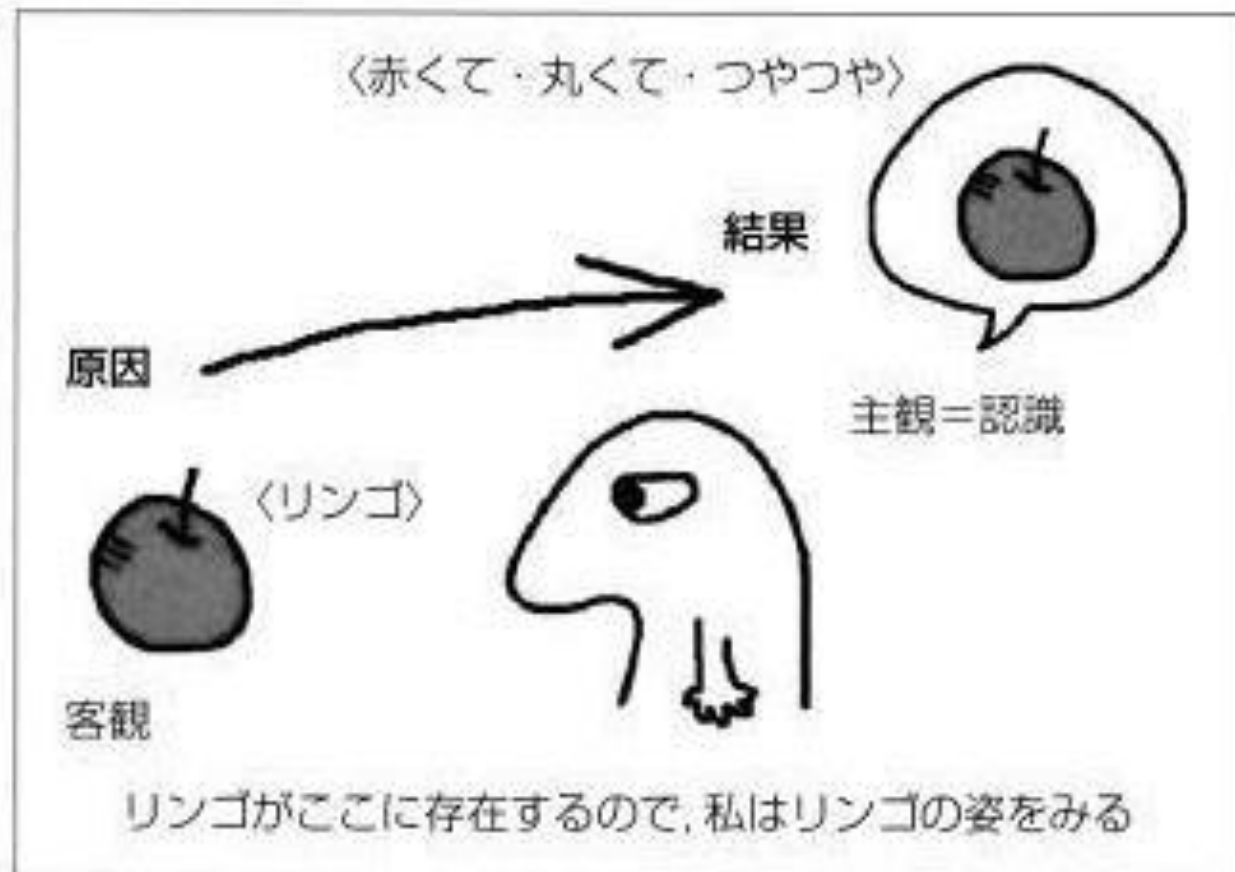 〈赤くて・丸くて・つやつや〉
結果
原因
主観＝認識
〈リンゴ〉
客観
リンゴがここに存在するので, 私はリンゴの姿をみる